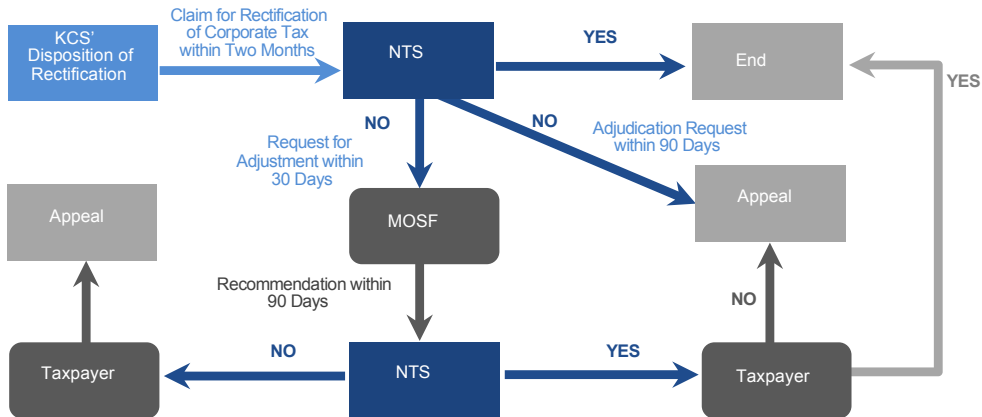 KCS'
Disposition of
Rectification
Claim for Rectification
of Corporate Tax
within Two Months
NTS
YES
End
YES
NO
NO
Request for
Adjustment within
30 Days
Adjudication Request
within 90 Days
Appeal
MOSF
Appeal
Recommendation within
90 Days
NO
NO
YES
Taxpayer
NTS
Taxpayer